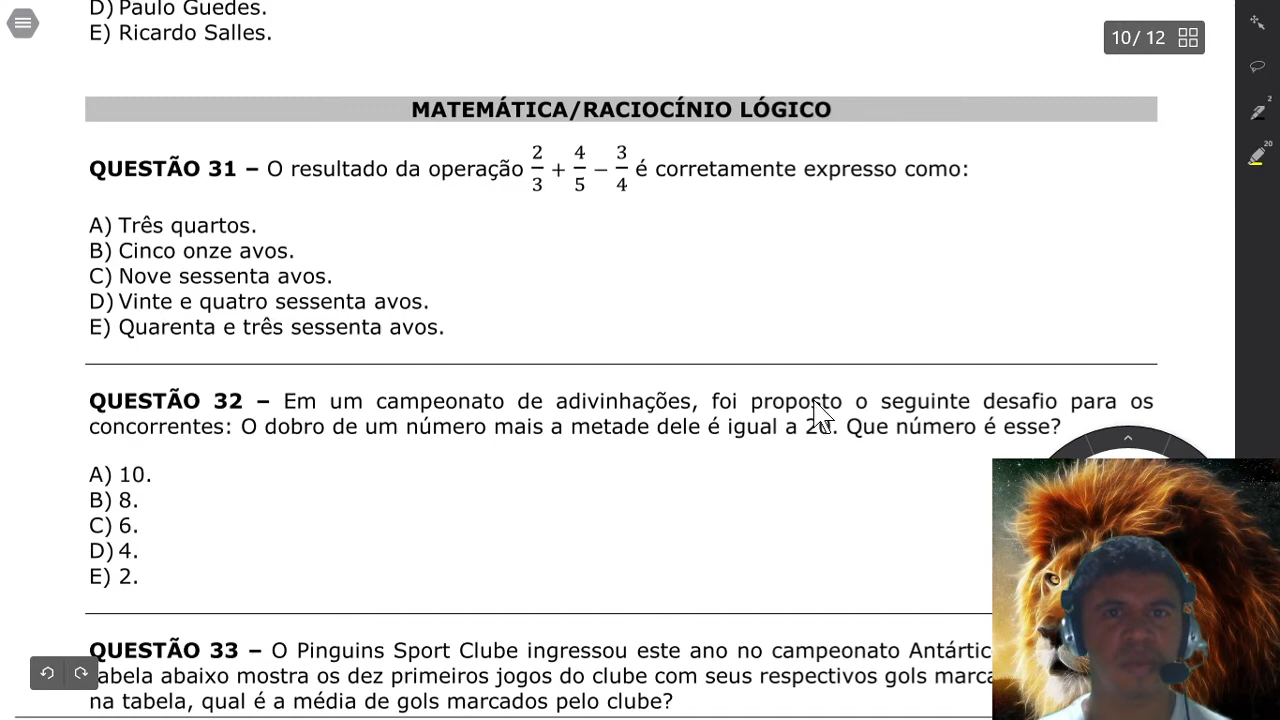 D) Paulo Guedes.
E) Ricardo Salles.
10/ 12
MATEMÁTICA/RACIOCÍNIO LÓGICO
QUESTÃO 31 – O resultado da operação 2/3 + 4/5 − 3/4 é corretamente expresso como:
A) Três quartos.
B) Cinco onze avos.
C) Nove sessenta avos.
D) Vinte e quatro sessenta avos.
E) Quarenta e três sessenta avos.
QUESTÃO 32 – Em um campeonato de adivinhações, foi proposto o seguinte desafio para os
concorrentes: O dobro de um número mais a metade dele é igual a Que número é esse?
A) 10.
B) 8.
C) 6.
D) 4.
E) 2.
QUESTÃO 33 – O Pinguins Sport Clube ingressou este ano no campeonato
abaixo mostra os dez primeiros jogos do clube com seus respectivos gols
na tabela, qual é a média de gols marcados pelo clube?
2
20